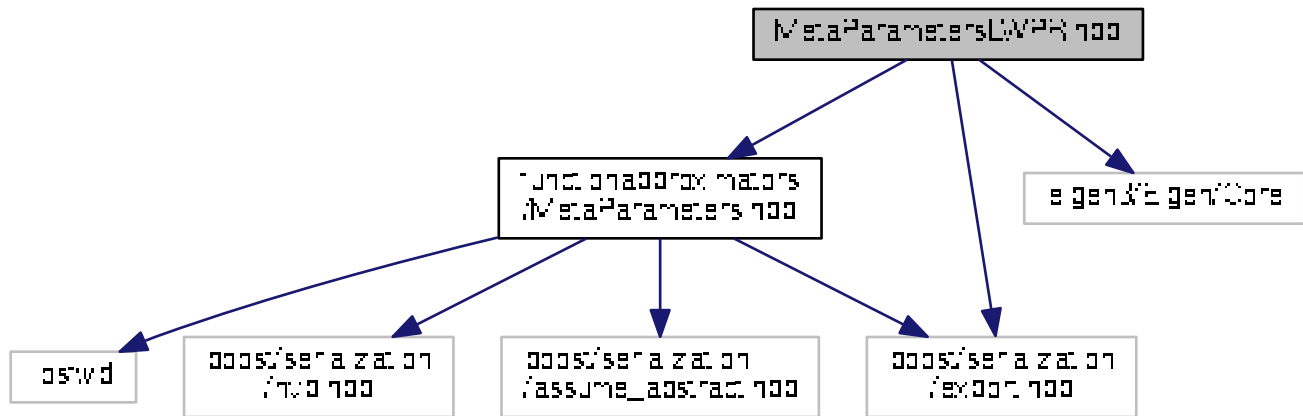 MetaParametersLWPR.hpp
functionapproximators
/MetaParameters.hpp
eigen3/Eigen/Core
iosfwd
boost/serialization
/nvp.hpp
boost/serialization
/assume_abstract.hpp
boost/serialization
/export.hpp